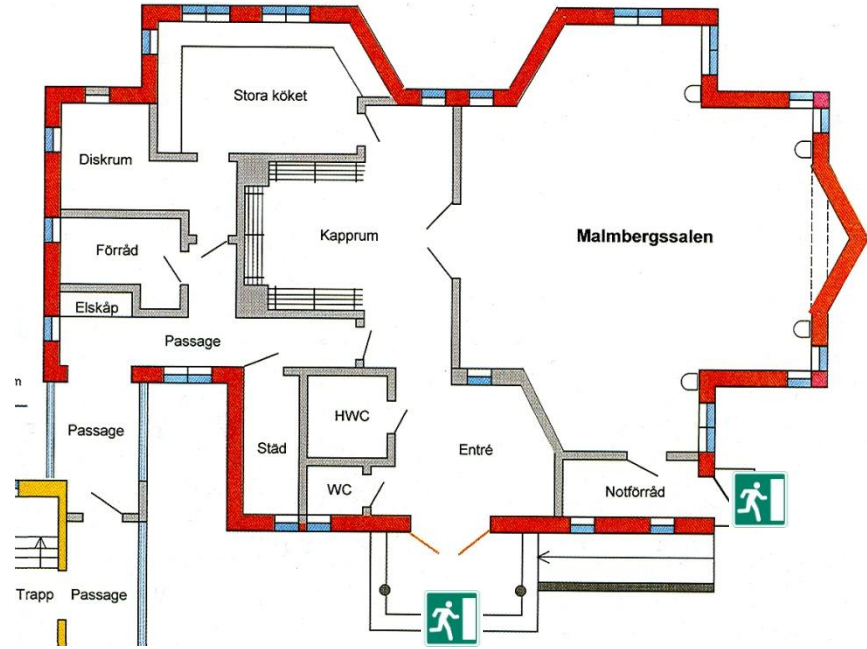 Stora köket
Diskrum
Kapprum
Malmbergssalen
Förråd
Elskåp
Passage
m
Passage
HWC
Städ
Entré
WC
Notförråd
Trapp
Passage